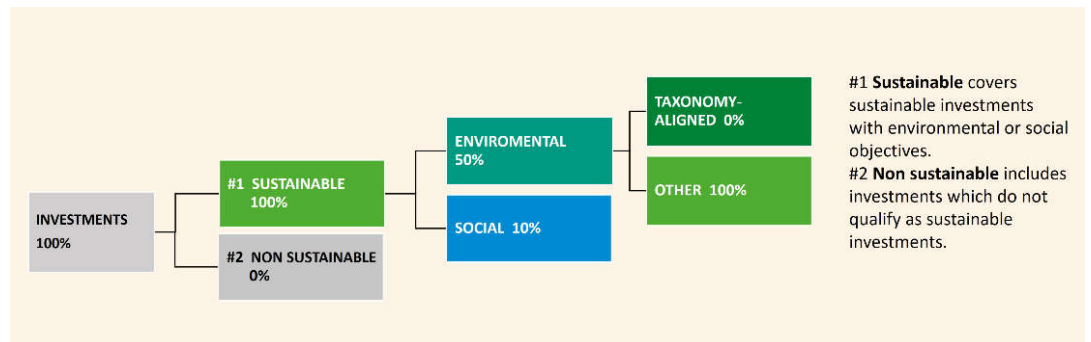 INVESTMENTS
100%
#1 SUSTAINABLE
100%
#2 NON SUSTAINABLE
0%
ENVIROMENTAL
50%
SOCIAL 10%
TAXONOMY-
ALIGNED 0%
OTHER 100%
#1 Sustainable covers
sustainable investments
with environmental or social
objectives.
#2 Non sustainable includes
investments which do not
qualify as sustainable
investments.